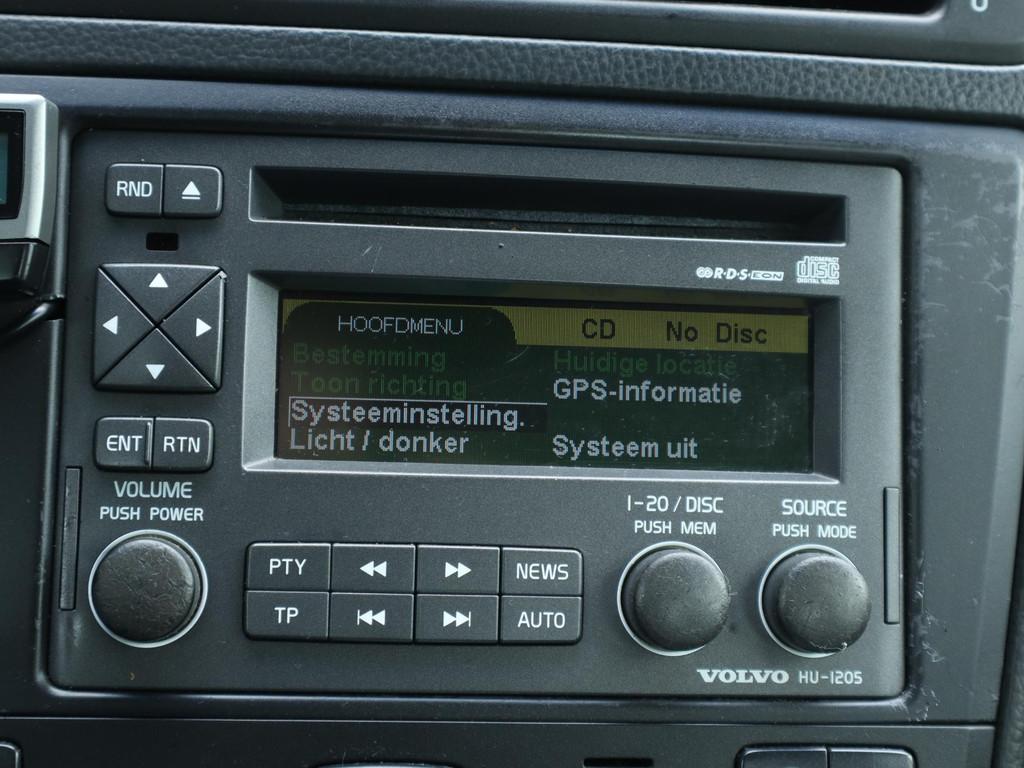 RND
R·D·S EON
COMPACT
disc
DIGITAL AUDIO
HOOFDMENU CD No Disc
Bestemming Huidige locatie
Toon richting GPS-informatie
Systeeminstelling.
Licht / donker Systeem uit
ENT RTN
VOLUME
PUSH POWER
1-20 / DISC
PUSH MEM
SOURCE
PUSH MODE
PTY NEWS
TP AUTO
VOLVO HU-1205